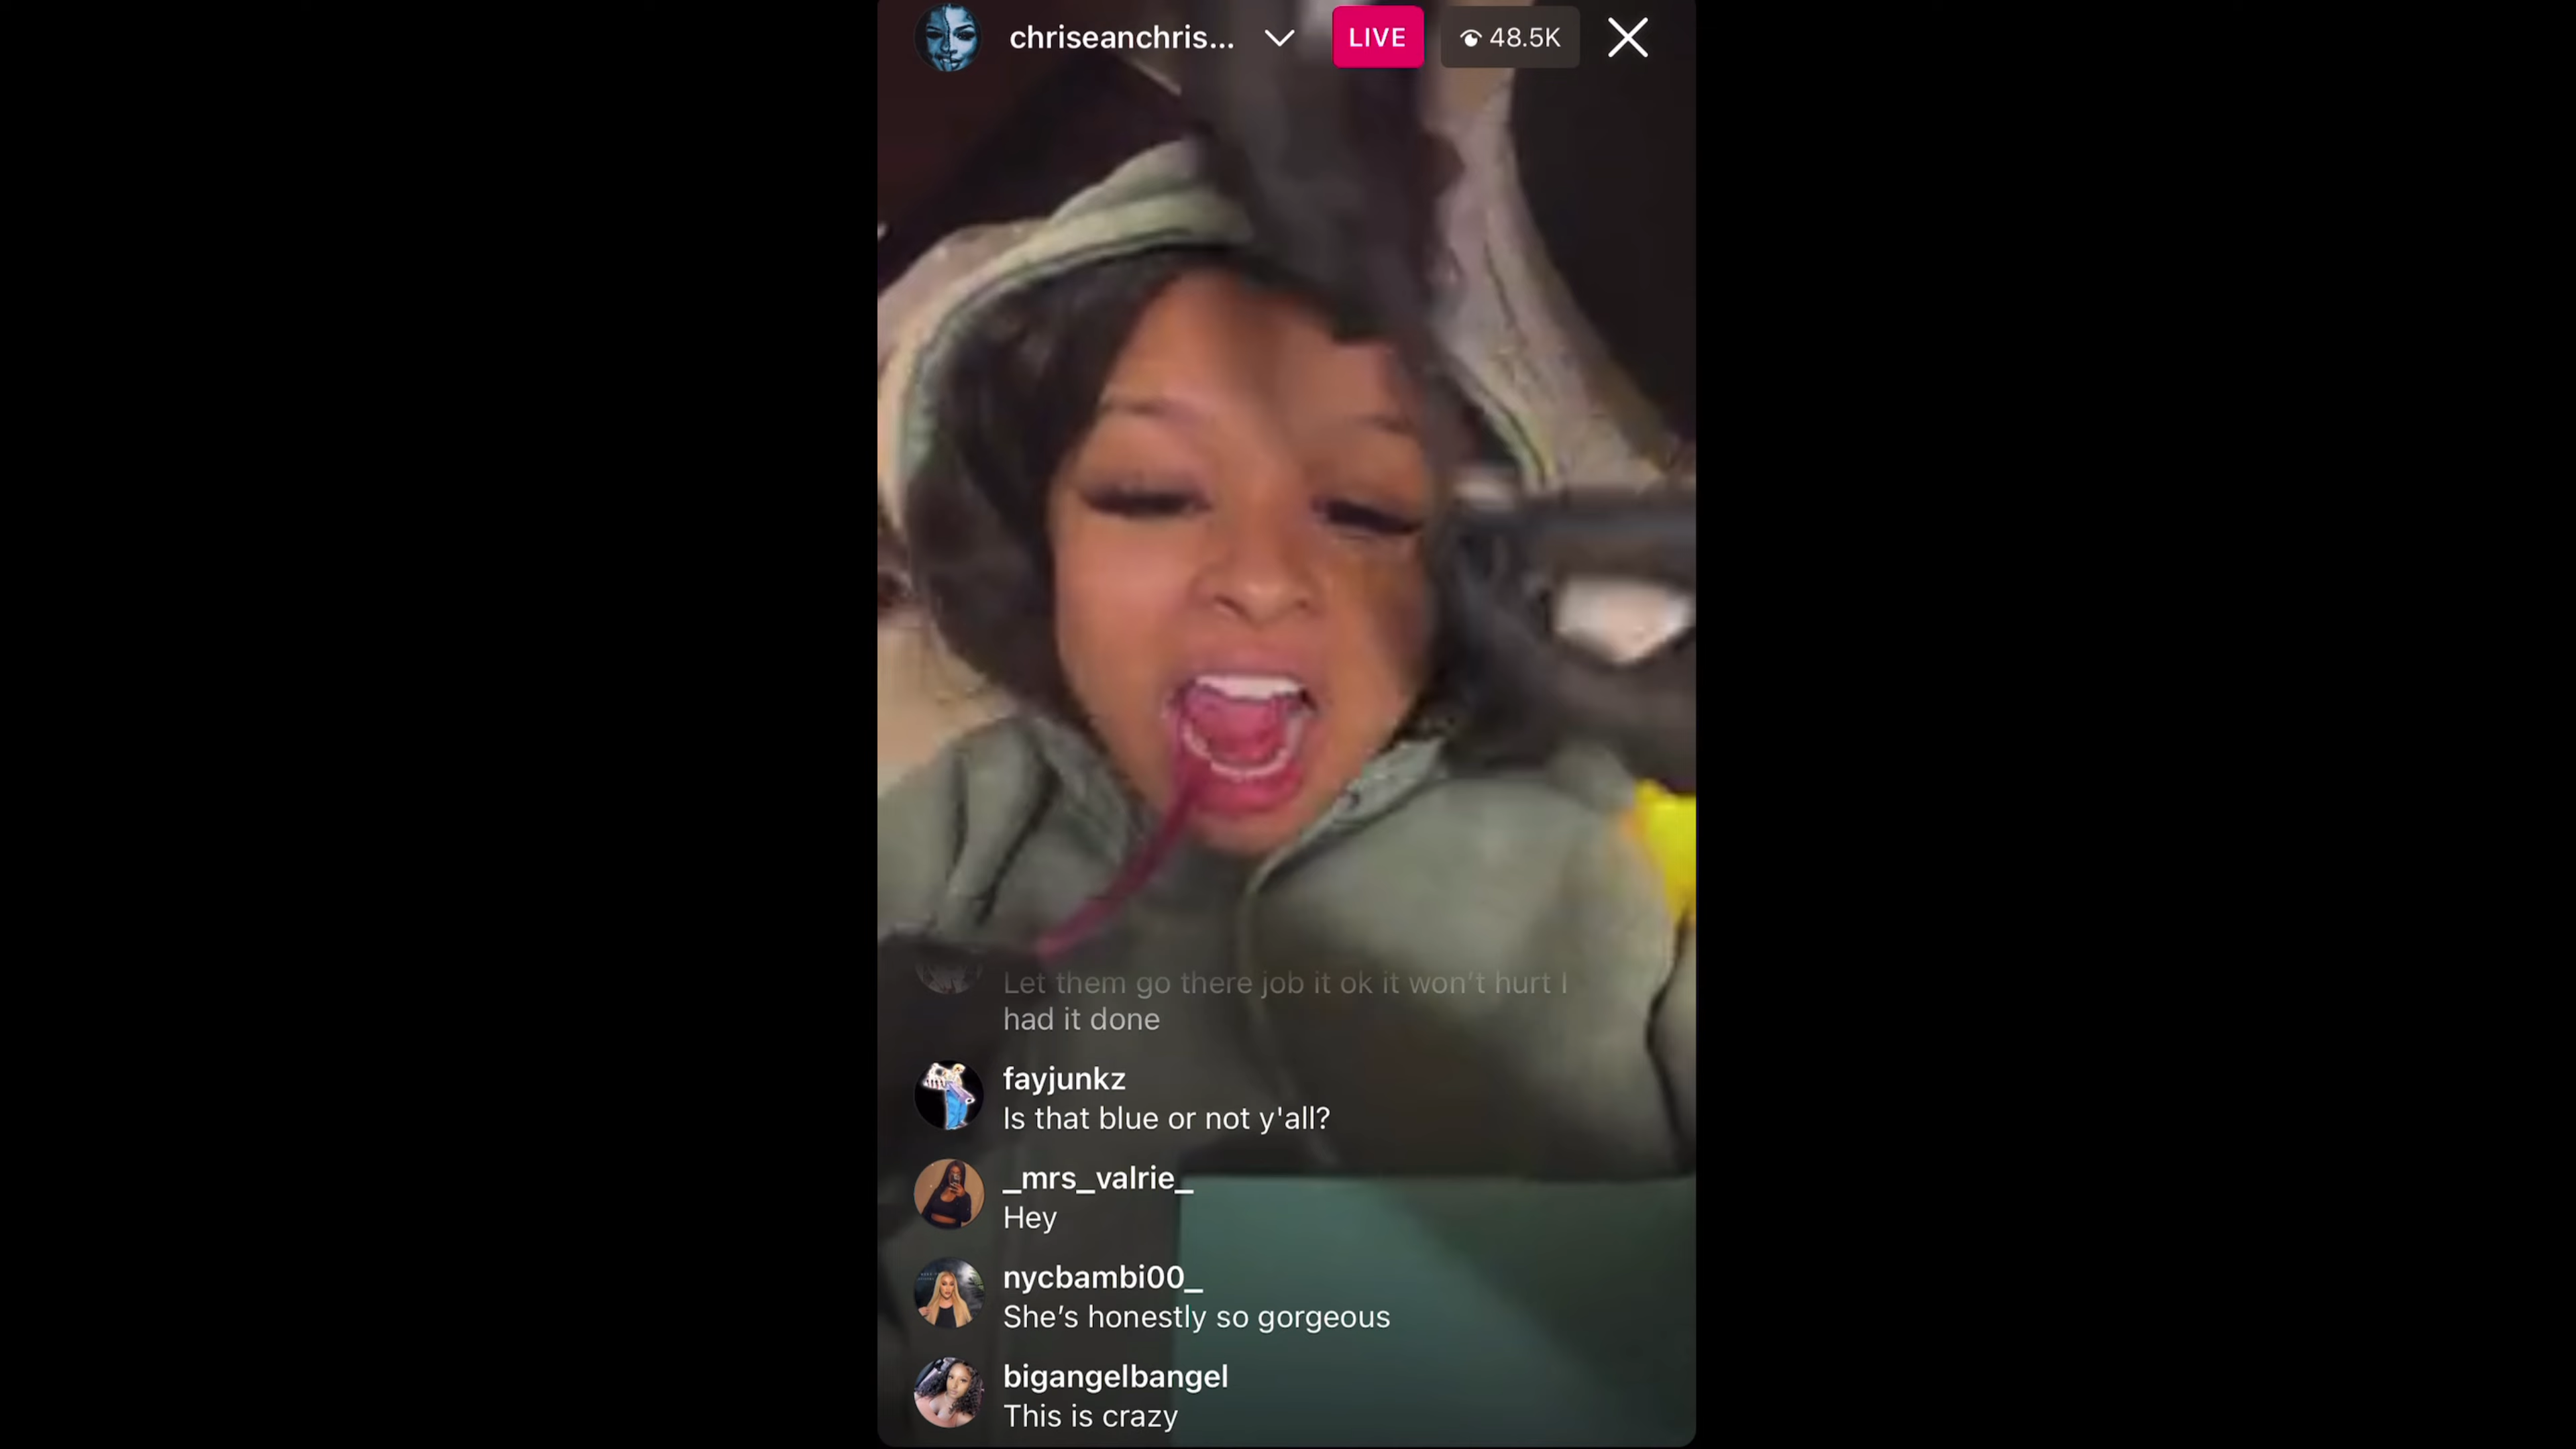 chriseanchris...
LIVE
48.5K
Let them go there job it ok it won't hurt I
had it done
fayjunkz
Is that blue or not y'all?
_mrs_valrie_
Hey
nycbambi00_
She's honestly so gorgeous
bigangelbangel
This is crazy